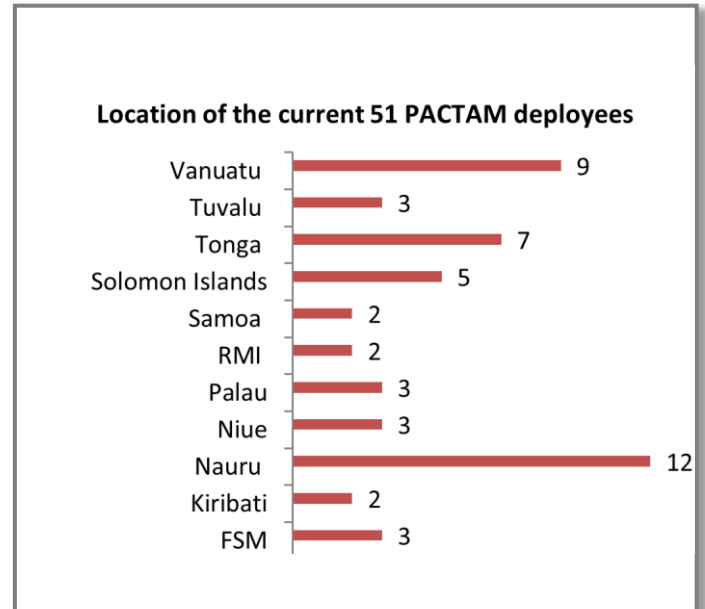 Location of the current 51 PACTAM deployees
Vanuatu 9
Tuvalu 3
Tonga 7
Solomon Islands 5
Samoa 2
RMI 2
Palau 3
Niue 3
Nauru 12
Kiribati 2
FSM 3